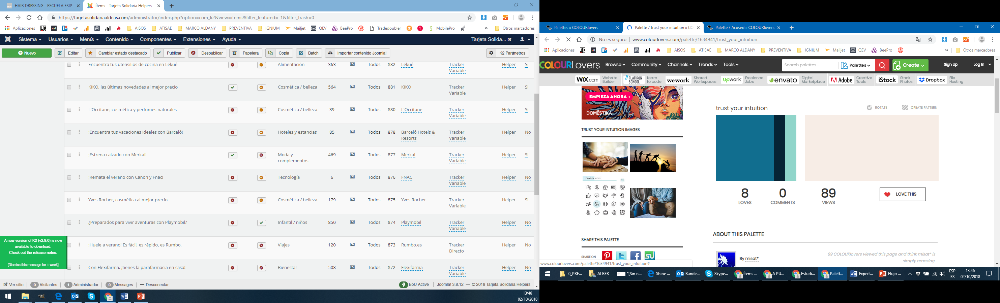 HAIR DRESSING - ESCUELA ESIP
Ítems - Tarjeta Solidaria Helpers
https://tarjetasolidariaaldeas.com/administrator/index.php?option=com_k2&view=items&filter_featured=-1&filter_trash=0
Aplicaciones AISOS ATISAE MARCO ALDANY PREVENTIVA IGNIUM Mailjet QEV BeePro Tradedoubler MobilePro » Otros marcadores
Sistema Usuarios Menús Contenido Componentes Extensiones Ayuda Tarjeta Solida...
Nuevo Editar Cambiar estado destacado Publicar Despublicar Papelera Copia Batch Importar contenido Joomla! K2 Parámetros
Encuentra tus utensilios de cocina en Lékué Alimentación 363 Todos 882 Lékué Tracker Variable Helper Si
KIKO, las últimas novedades al mejor precio Cosmética / belleza 564 Todos 881 KIKO Tracker Variable Helper Si
L'Occitane, cosmética y perfumes naturales Cosmética / belleza 39 Todos 880 L'Occitane Tracker Variable Helper Si
¡Encuentra tus vacaciones ideales con Barceló! Hoteles y estancias 85 Todos 878 Barceló Hotels & Resorts Tracker Variable Helper No
¡Estrena calzado con Merkal! Moda y complementos 469 Todos 877 Merkal Tracker Variable Helper Si
¡Remata el verano con Canon y Fnac! Tecnología 6 Todos 876 FNAC Tracker Variable Helper No
Yves Rocher, cosmética al mejor precio Cosmética / belleza 179 Todos 875 Yves Rocher Tracker Variable Helper Si
¿Preparados para vivir aventuras con Playmobil? Infantil / niños 850 Todos 874 Playmobil Tracker Variable Helper No
¡Huele a verano! Es fácil, es rápido, es Rumbo. Viajes 120 Todos 873 Rumbo.es Tracker Directo Helper No
Con Flexifarma, ¡tienes la parafarmacia en casa! Bienestar 508 Todos 872 Flexifarma Tracker Variable Helper No
A new version of K2 (v2.9.0) is now
available to download.
Check out the release notes.
[Dismiss this message for 1 week]
Ver sitio 0 Visitantes 1 Administrador 0 Messages Desconectar BoU Active Joomla! 3.8.12 — © 2018 Tarjeta Solidaria Helpers
13:46
02/10/2018
Palettes :: COLOURlovers
Palette / trust your intuition :: CO
Palette / Acused :: COLOURlovers
No es seguro www.colourlovers.com/palette/1634941/trust_your_intuition
Aplicaciones AISOS ATISAE MARCO ALDANY PREVENTIVA IGNIUM Mailjet QEV BeePro » Otros marcadores
COLOURLovers Browse Community Channels Trends Tools Search palettes... Palettes Create Sign Up Log In
WiX.com Website Builder
FLATIRON SCHOOL Learn to code
wework Shared Workspaces
Upwork Freelance Jobs
envato Digital Marketplace
Adobe Creative Tools
iStock Stock Photos
Dropbox File Hosting
EMPIEZA AHORA
DOMESTIKA
TRUST YOUR INTUITION IMAGES
CHARITY ICONS 10
SHARE THIS PALETTE
SHARE ON
www.colourlovers.com/palette/1634941/trust_your_intuition#
trust your intuition
ROTATE CREATE PATTERN
8 0 89
LOVES COMMENTS VIEWS
LOVE THIS
ABOUT THIS PALETTE
By misat*
89 COLOURlovers viewed this page and think misat* is
simply amazing.
0_PRE... ALBER *[Sin n... Shine ... Bande... Skype... Ítems ... A PU... Estudi... Palett... Expert... Flujo ... ESP ES 13:46 02/10/2018